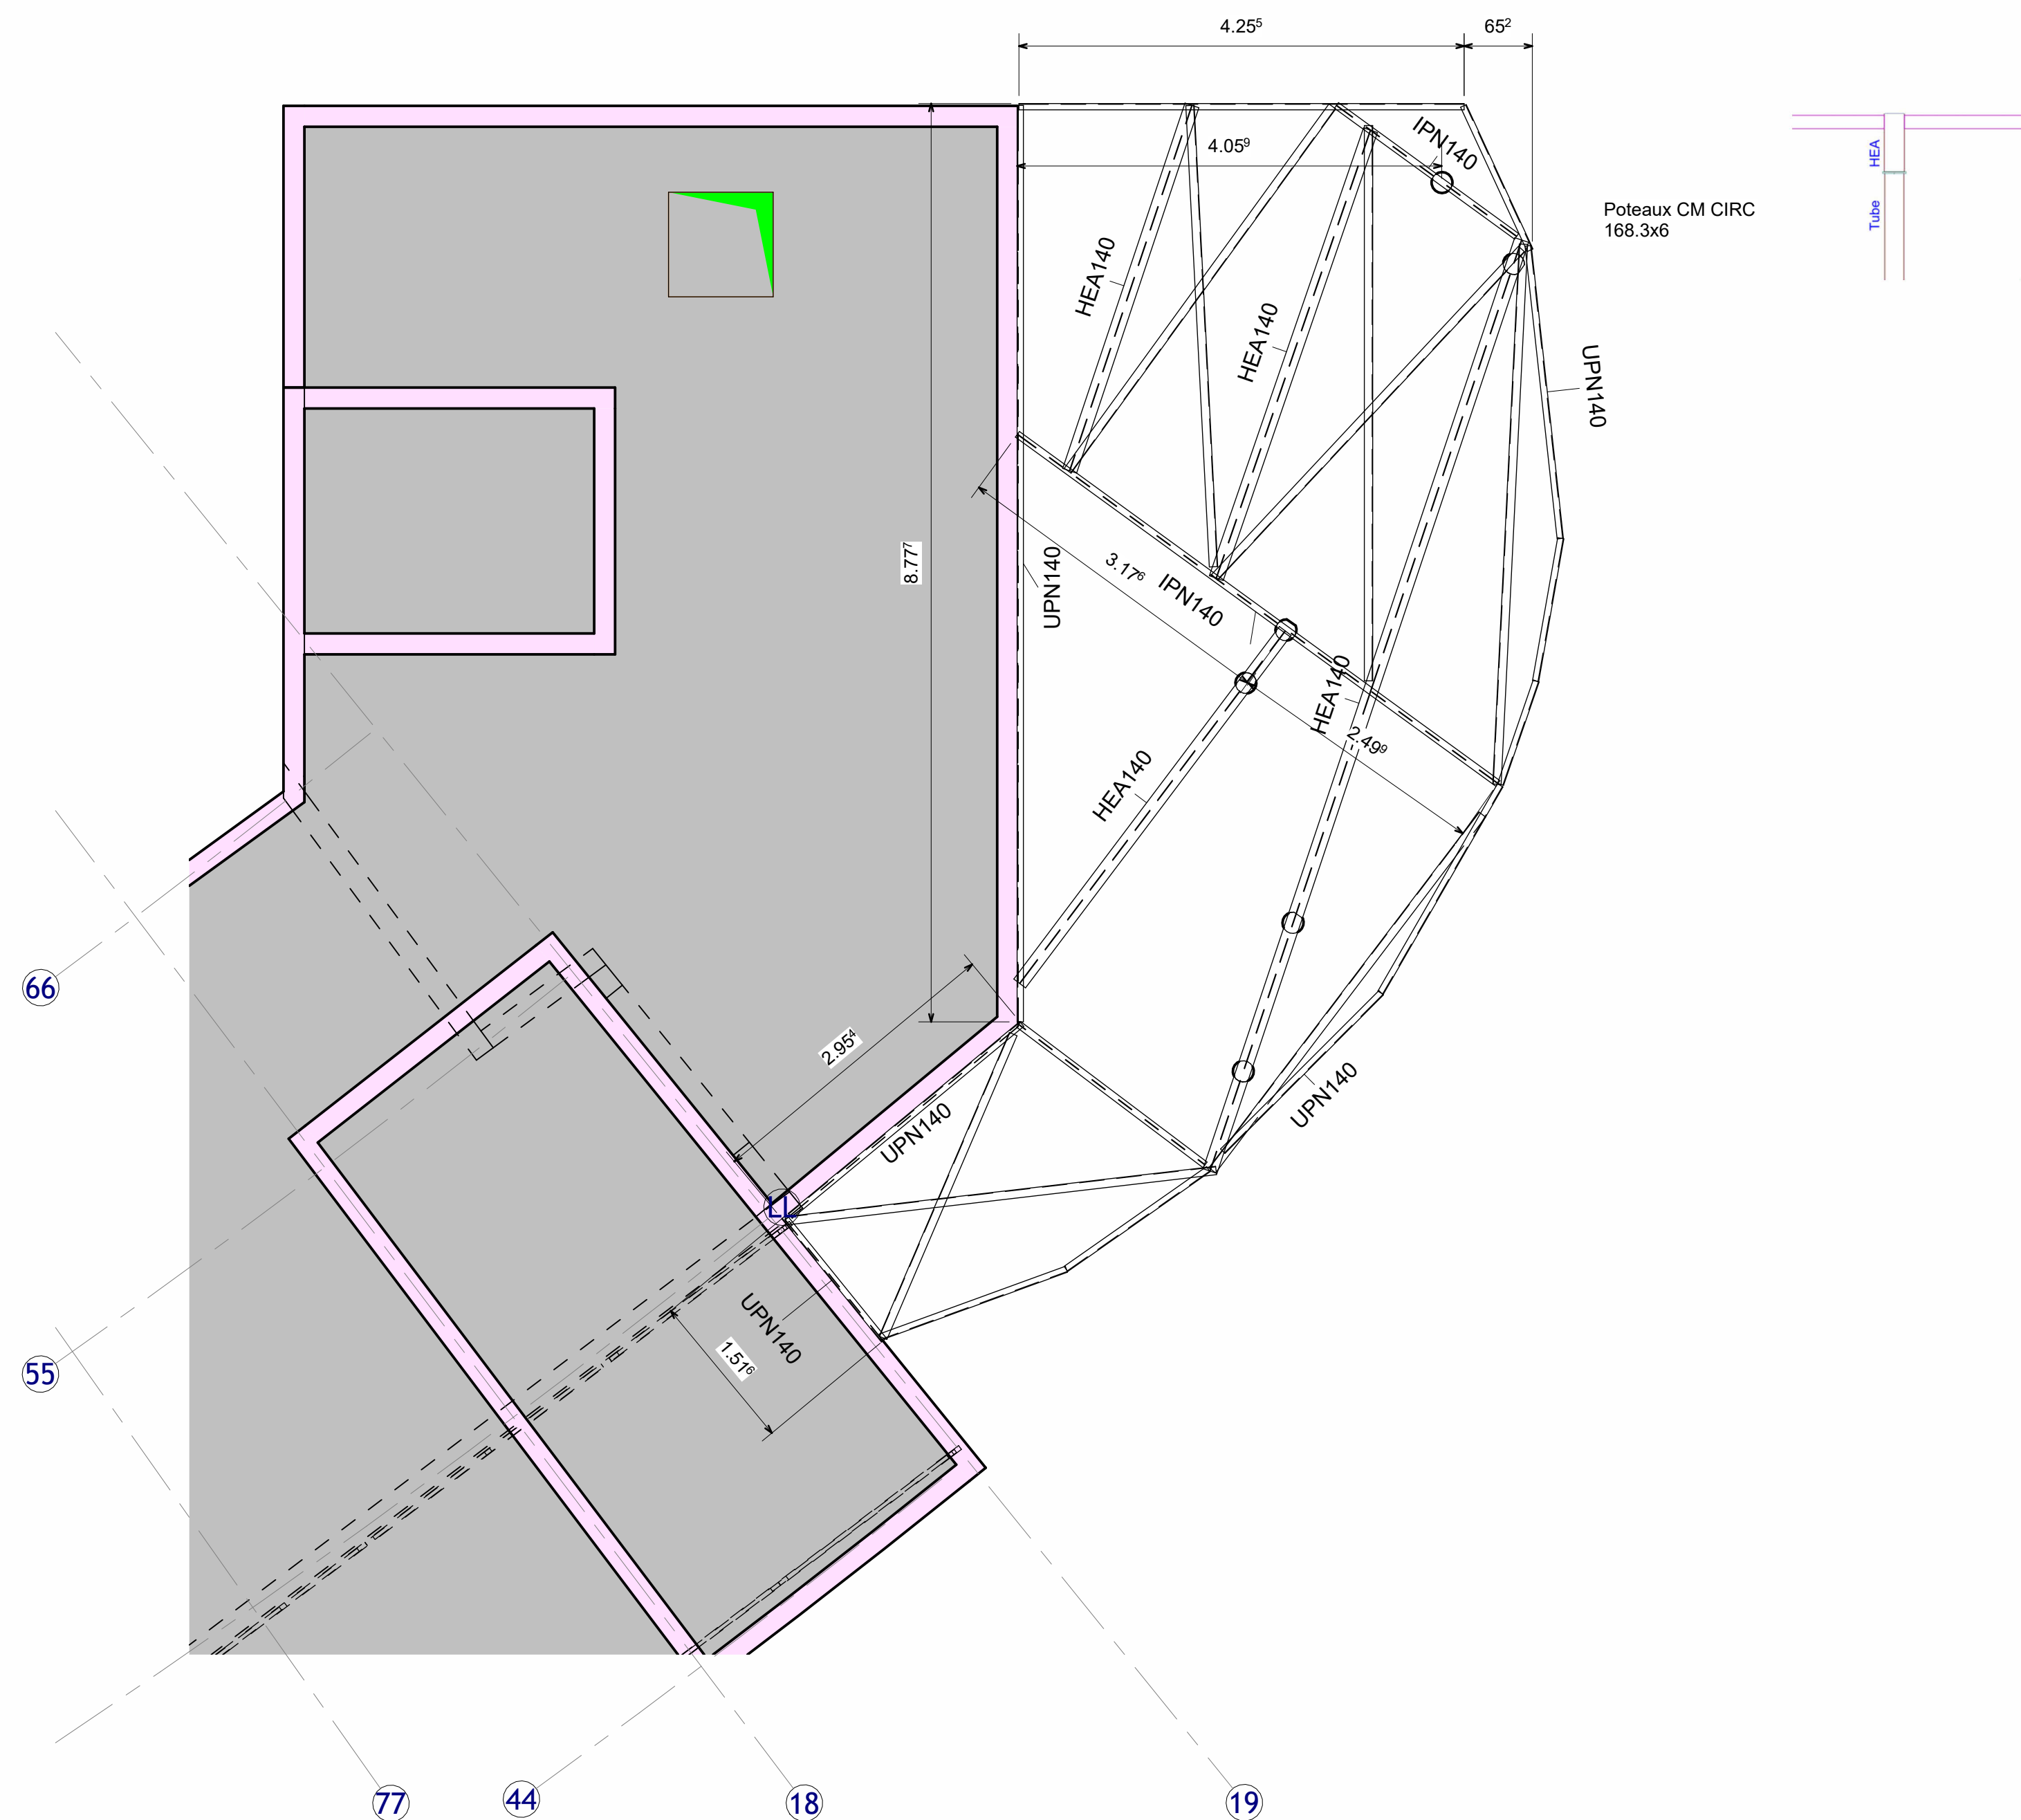 4.25⁵
65²
4.05⁹
IPN140
HEA
Tube
Poteaux CM CIRC
168.3x6
HEA140
HEA140
UPN140
8.77⁷
UPN140
3.17⁶
IPN140
HEA140
2.49⁹
HEA140
66
2.95⁴
UPN140
UPN140
LL
UPN140
1.51⁶
55
77
44
18
19